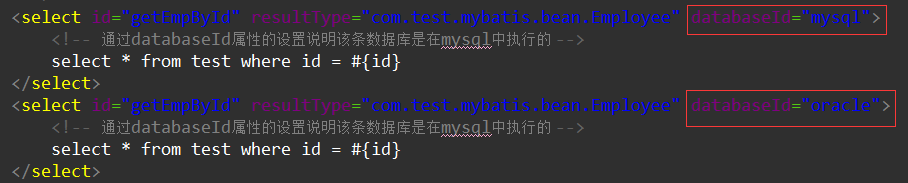 <select id="getEmpById" resultType="com.test.mybatis.bean.Employee" databaseId="mysql">
<!-- 通过databaseId属性的设置说明该条数据库是在mysql中执行的 -->
select * from test where id = #{id}
</select>
<select id="getEmpById" resultType="com.test.mybatis.bean.Employee" databaseId="oracle">
<!-- 通过databaseId属性的设置说明该条数据库是在mysql中执行的 -->
select * from test where id = #{id}
</select>